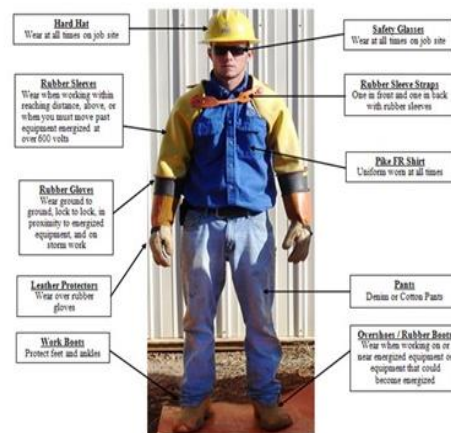 Hard Hat
Wear at all times on job site
Safety Glasses
Wear at all times on job site
Rubber Sleeves
Wear when working within
reaching distance, above, or
when you must move past
equipment energized at
over 600 volts
Rubber Sleeve Straps
One in front and one in back
with rubber sleeves
Pike FR Shirt
Uniform worn at all times
Rubber Gloves
Wear ground to
ground, lock to lock, in
proximity to energized
equipment, and on
storm work
Leather Protectors
Wear over rubber
gloves
Pants
Denim or Cotton Pants
Work Boots
Protect feet and ankles
Overshoes / Rubber Boots
Wear when working on or
near energized equipment or
equipment that could
become energized